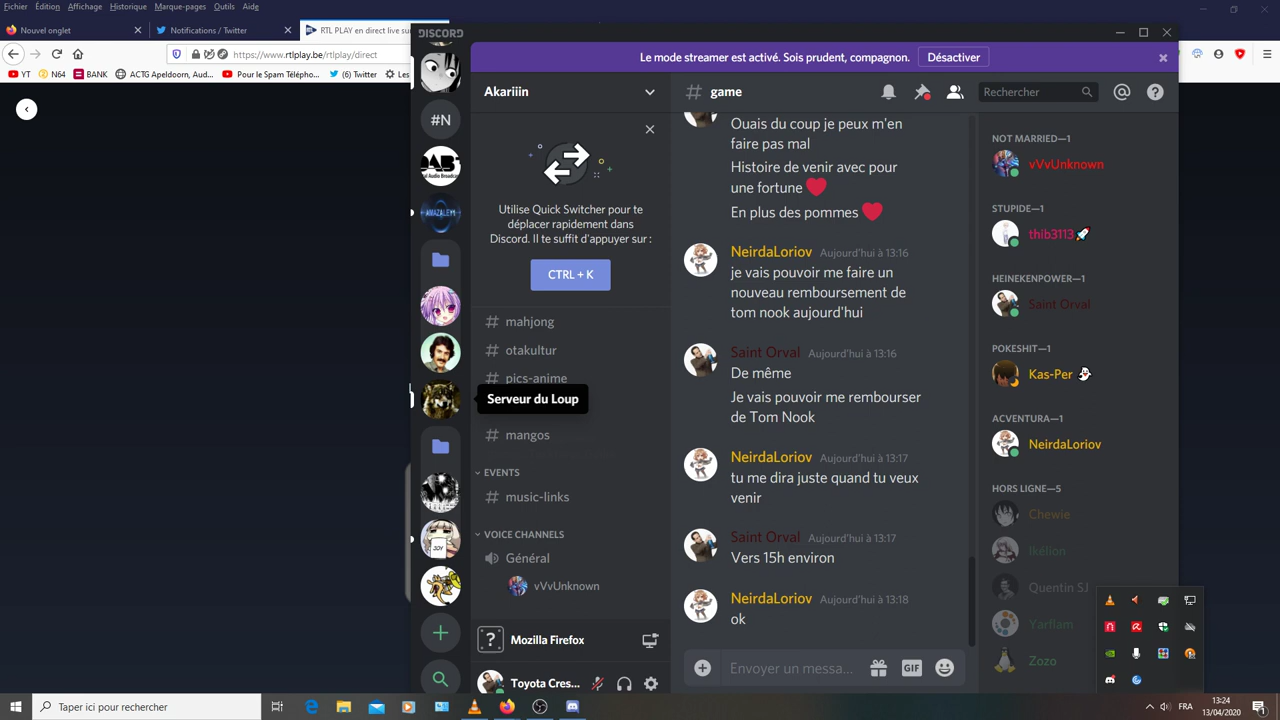 Fichier Édition Affichage Historique Marque-pages Outils Aide
Nouvel onglet
Notifications / Twitter
RTL PLAY en direct live su
https://www.rtlplay.be/rtlplay/direct
YT
N64
BANK
ACTG Apeldoorn, Aud...
Pour le Spam Télépho...
(6) Twitter
Les
DISCORD
Le mode streamer est activé. Sois prudent, compagnon.
Désactiver
#N
Akariiin
Utilise Quick Switcher pour te
déplacer rapidement dans
Discord. Il te suffit d'appuyer sur :
CTRL + K
mahjong
otakultur
pics-anime
Serveur du Loup
mangos
EVENTS
music-links
VOICE CHANNELS
Général
vVvUnknown
Mozilla Firefox
Toyota Cres...
game
Rechercher
Ouais du coup je peux m'en
faire pas mal
Histoire de venir avec pour
une fortune ❤
En plus des pommes ❤
NeirdaLoriov Aujourd'hui à 13:16
je vais pouvoir me faire un
nouveau remboursement de
tom nook aujourd'hui
Saint Orval Aujourd'hui à 13:16
De même
Je vais pouvoir me rembourser
de Tom Nook
NeirdaLoriov Aujourd'hui à 13:17
tu me dira juste quand tu veux
venir
Saint Orval Aujourd'hui à 13:17
Vers 15h environ
NeirdaLoriov Aujourd'hui à 13:18
ok
Envoyer un messa...
GIF
NOT MARRIED—1
vVvUnknown
STUPIDE—1
thib3113🚀
HEINEKENPOWER—1
Saint Orval
POKESHIT—1
Kas-Per 👻
ACVENTURA—1
NeirdaLoriov
HORS LIGNE—5
Chewie
Ikélion
Quentin SJ
Yarflam
Zozo
Taper ici pour rechercher
FRA
13:24
13/04/2020